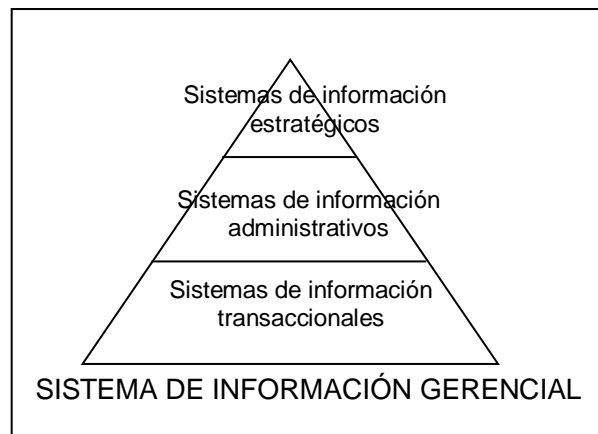 Sistemas de información
estratégicos
Sistemas de información
administrativos
Sistemas de información
transaccionales
SISTEMA DE INFORMACIÓN GERENCIAL